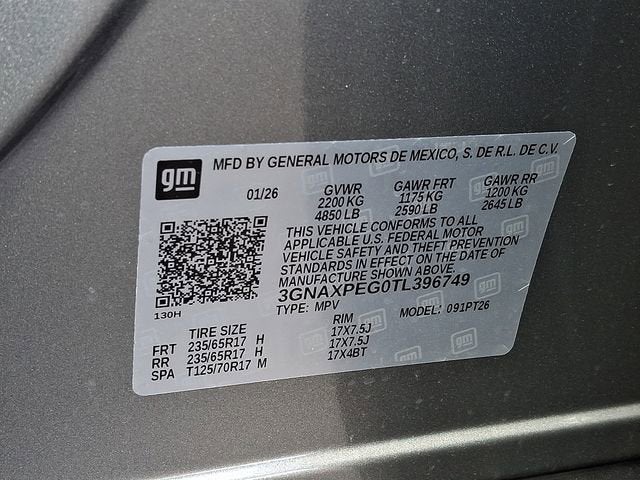 gm MFD BY GENERAL MOTORS DE MEXICO, S. DE R.L. DE C.V.
01/26 GVWR GAWR FRT GAWR RR
2200 KG 1175 KG 1200 KG
4850 LB 2590 LB 2645 LB
THIS VEHICLE CONFORMS TO ALL
APPLICABLE U.S. FEDERAL MOTOR
VEHICLE SAFETY AND THEFT PREVENTION
STANDARDS IN EFFECT ON THE DATE OF
MANUFACTURE SHOWN ABOVE.
3GNAXPEG0TL396749
TYPE: MPV MODEL: 091PT26
130H
TIRE SIZE RIM
FRT 235/65R17 H 17X7.5J
RR 235/65R17 H 17X7.5J
SPA T125/70R17 M 17X4BT